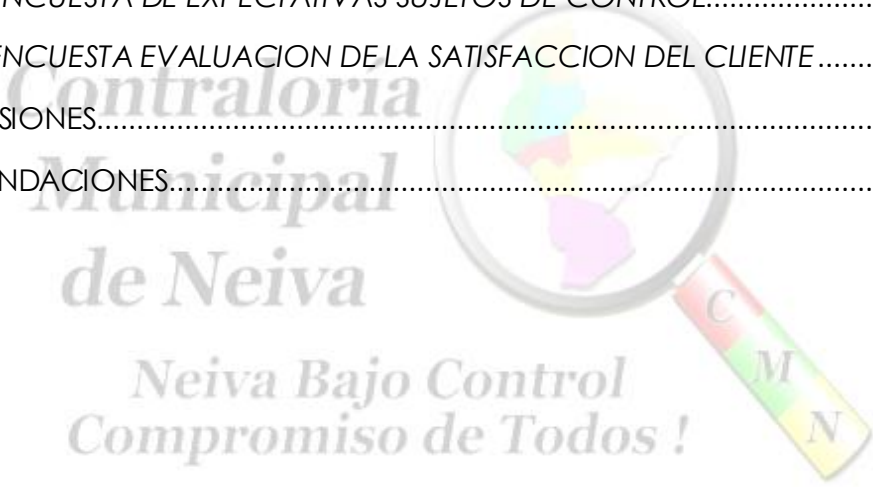 ENCUESTA DE EXPECTATIVAS SUJETOS DE CONTROL....................
ENCUESTA EVALUACION DE LA SATISFACCION DEL CLIENTE.......
SIONES...............................................................................................
NDACIONES....................................................................................
Contraloría
Municipal
de Neiva
Neiva Bajo Control
Compromiso de Todos !
C
M
N